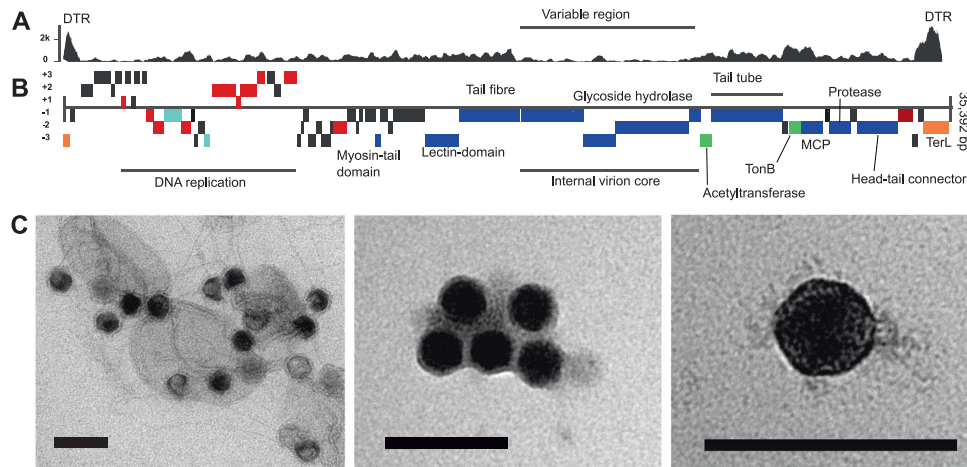 A
DTR
Variable region
DTR
2k
0
B
+3
+2
+1
-1
-2
-3
Tail fibre
Glycoside hydrolase
Tail tube
Protease
35,392 bp
Myosin-tail
domain
Lectin-domain
TonB
MCP
TerL
DNA replication
Internal virion core
Acetyltransferase
Head-tail connector
C